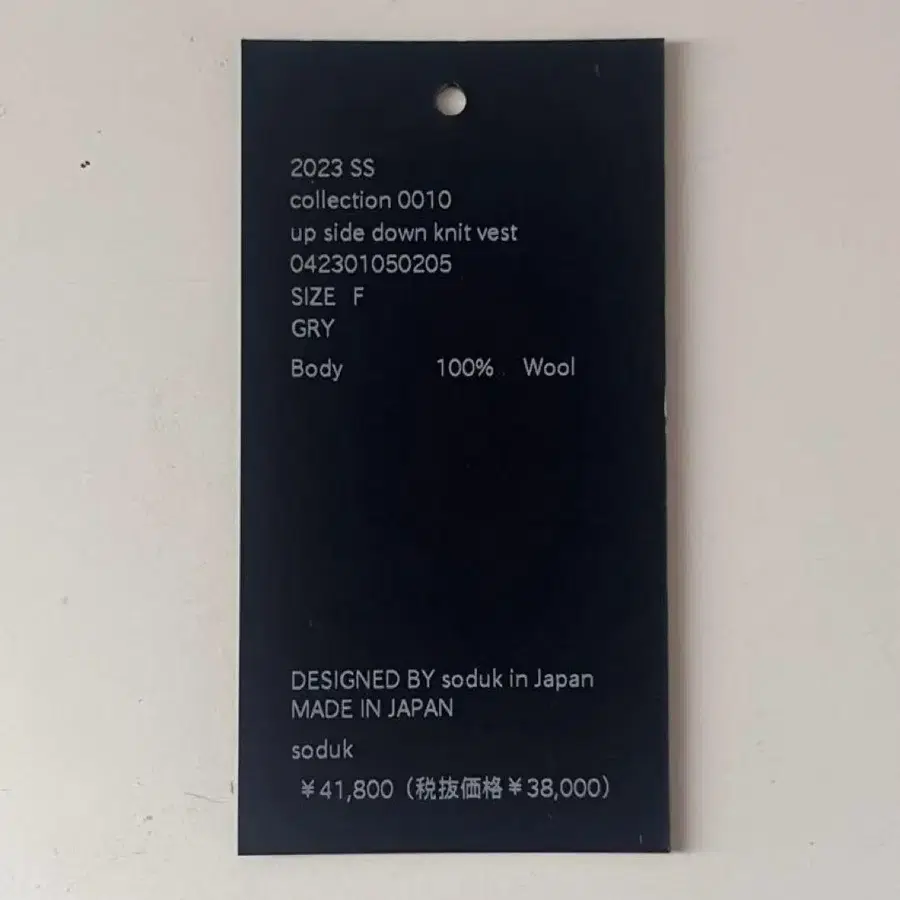 2023 SS
collection 0010
up side down knit vest
042301050205
SIZE F
GRY
Body 100% Wool
DESIGNED BY soduk in Japan
MADE IN JAPAN
soduk
¥41,800（税抜価格¥38,000）